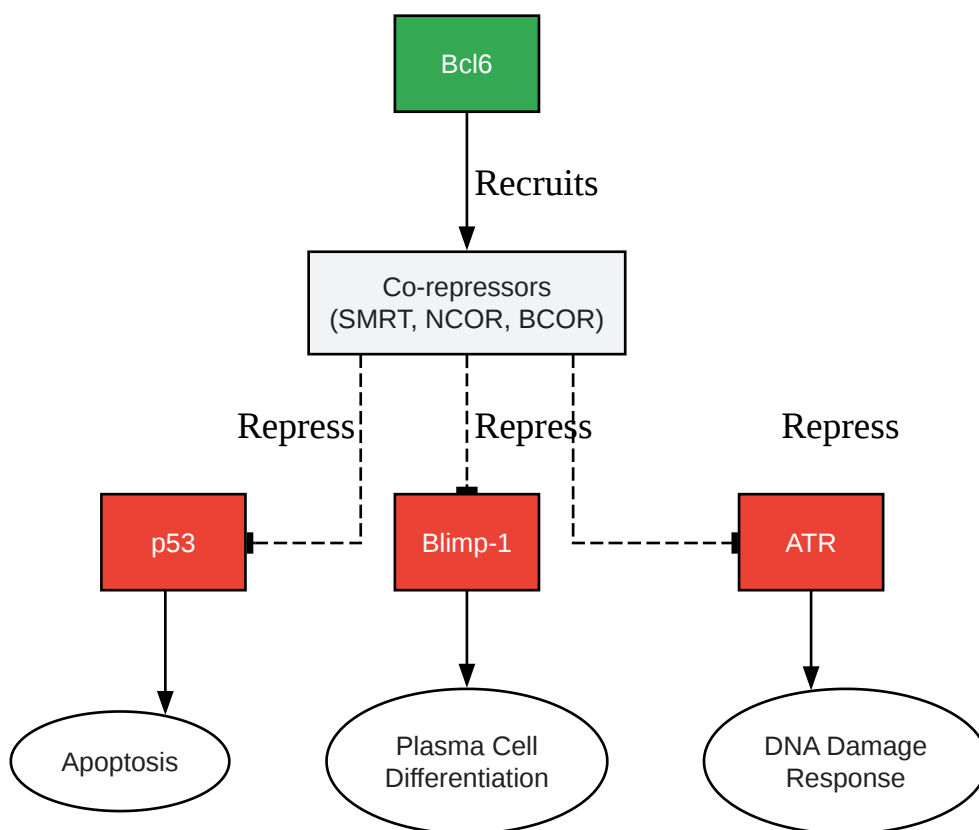 Bcl6
Recruits
Co-repressors
(SMRT, NCOR, BCOR)
Repress
Repress
Repress
p53
Blimp-1
ATR
Apoptosis
Plasma Cell
Differentiation
DNA Damage
Response